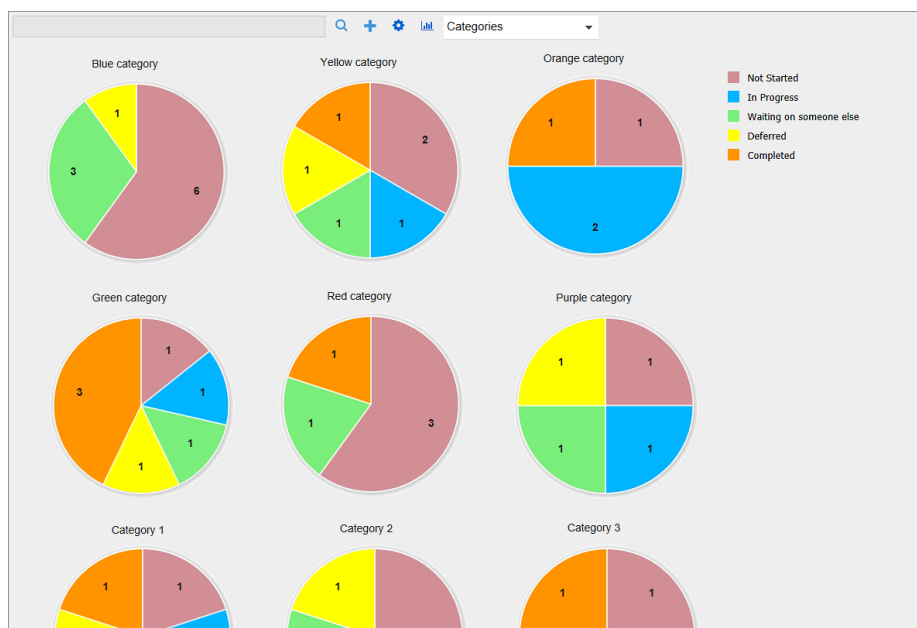 Categories
Blue category
1
3
6
Yellow category
1
2
1
1
1
Orange category
1
1
2
Not Started
In Progress
Waiting on someone else
Deferred
Completed
Green category
1
3
1
1
1
Red category
1
1
3
Purple category
1
1
1
1
Category 1
1
1
Category 2
1
Category 3
1
1